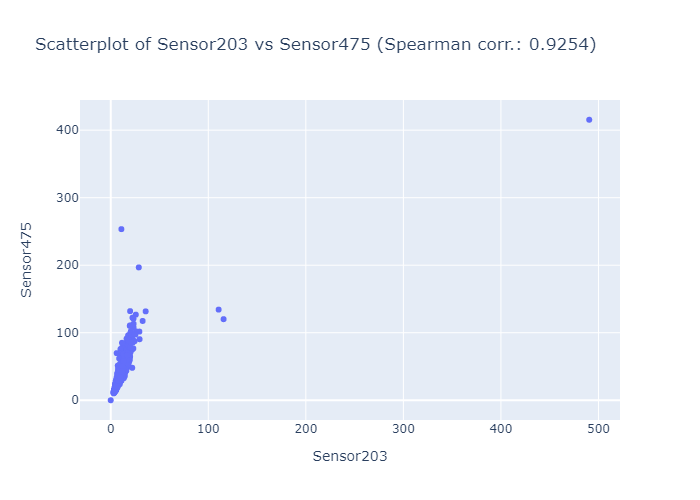 Scatterplot of Sensor203 vs Sensor475 (Spearman corr.: 0.9254)
400
300
200
100
0
Sensor475
0 100 200 300 400 500
Sensor203